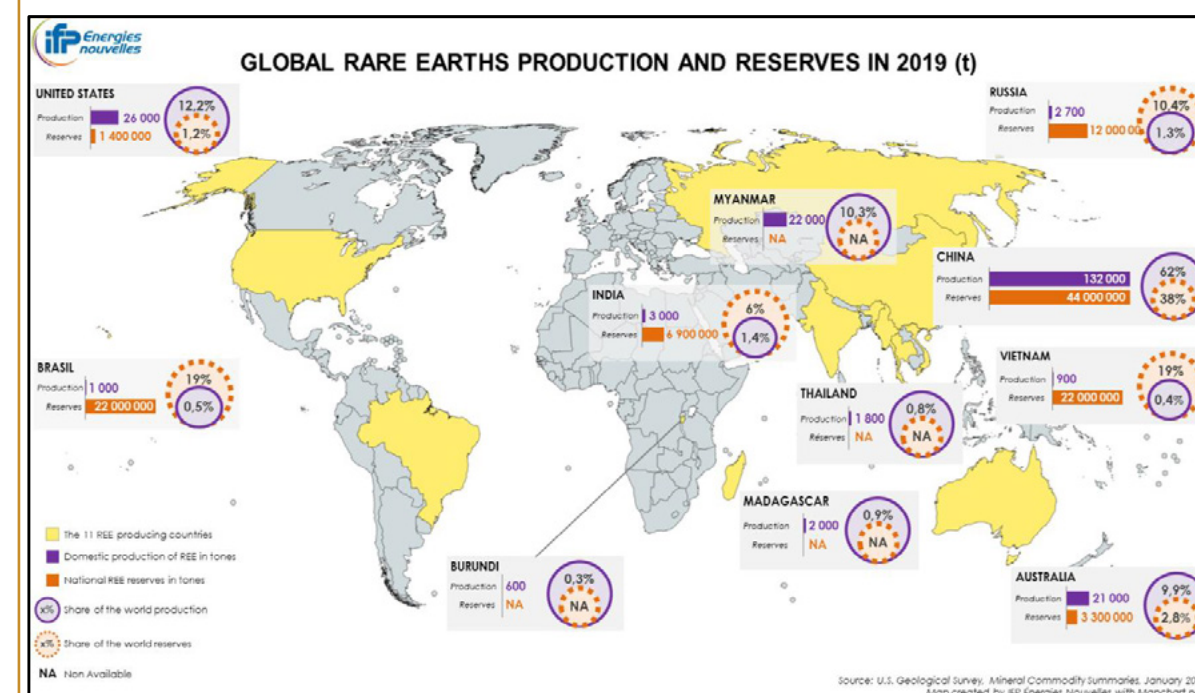 ifp Energies
nouvelles
GLOBAL RARE EARTHS PRODUCTION AND RESERVES IN 2019 (t)
UNITED STATES
Production 26 000
Reserves 1 400 000
12,2%
1,2%
RUSSIA
Production 2 700
Reserves 12 000 00
10,4%
1,3%
MYANMAR
Production 22 000
Reserves NA
10,3%
NA
CHINA
Production 132 000
Reserves 44 000 000
62%
38%
INDIA
Production 3 000
Reserves 6 900 000
6%
1,4%
BRASIL
Production 1 000
Reserves 22 000 000
19%
0,5%
VIETNAM
Production 900
Reserves 22 000 000
19%
0,4%
THAILAND
Production 1 800
Réserves NA
0,8%
NA
MADAGASCAR
Production 2 000
Reserves NA
0,9%
NA
BURUNDI
Production 600
Reserves NA
0,3%
NA
AUSTRALIA
Production 21 000
Reserves 3 300 000
9,9%
2,8%
The 11 REE producing countries
Domestic production of REE in tones
National REE reserves in tones
x% Share of the world production
x% Share of the world reserves
NA Non Available
Source: U.S. Geological Survey, Mineral Commodity Summaries, January 20
Map created by IFP Energies Nouvelles with Mapchart